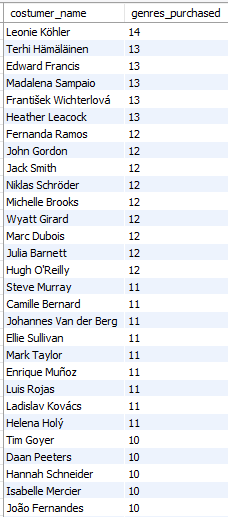 costumer_name genres_purchased
Leonie Köhler 14
Terhi Hämäläinen 13
Edward Francis 13
Madalena Sampaio 13
František Wichterlová 13
Heather Leacock 13
Fernanda Ramos 12
John Gordon 12
Jack Smith 12
Niklas Schröder 12
Michelle Brooks 12
Wyatt Girard 12
Marc Dubois 12
Julia Barnett 12
Hugh O'Reilly 12
Steve Murray 11
Camille Bernard 11
Johannes Van der Berg 11
Ellie Sullivan 11
Mark Taylor 11
Enrique Muñoz 11
Luis Rojas 11
Ladislav Kovács 11
Helena Holý 11
Tim Goyer 10
Daan Peeters 10
Hannah Schneider 10
Isabelle Mercier 10
João Fernandes 10